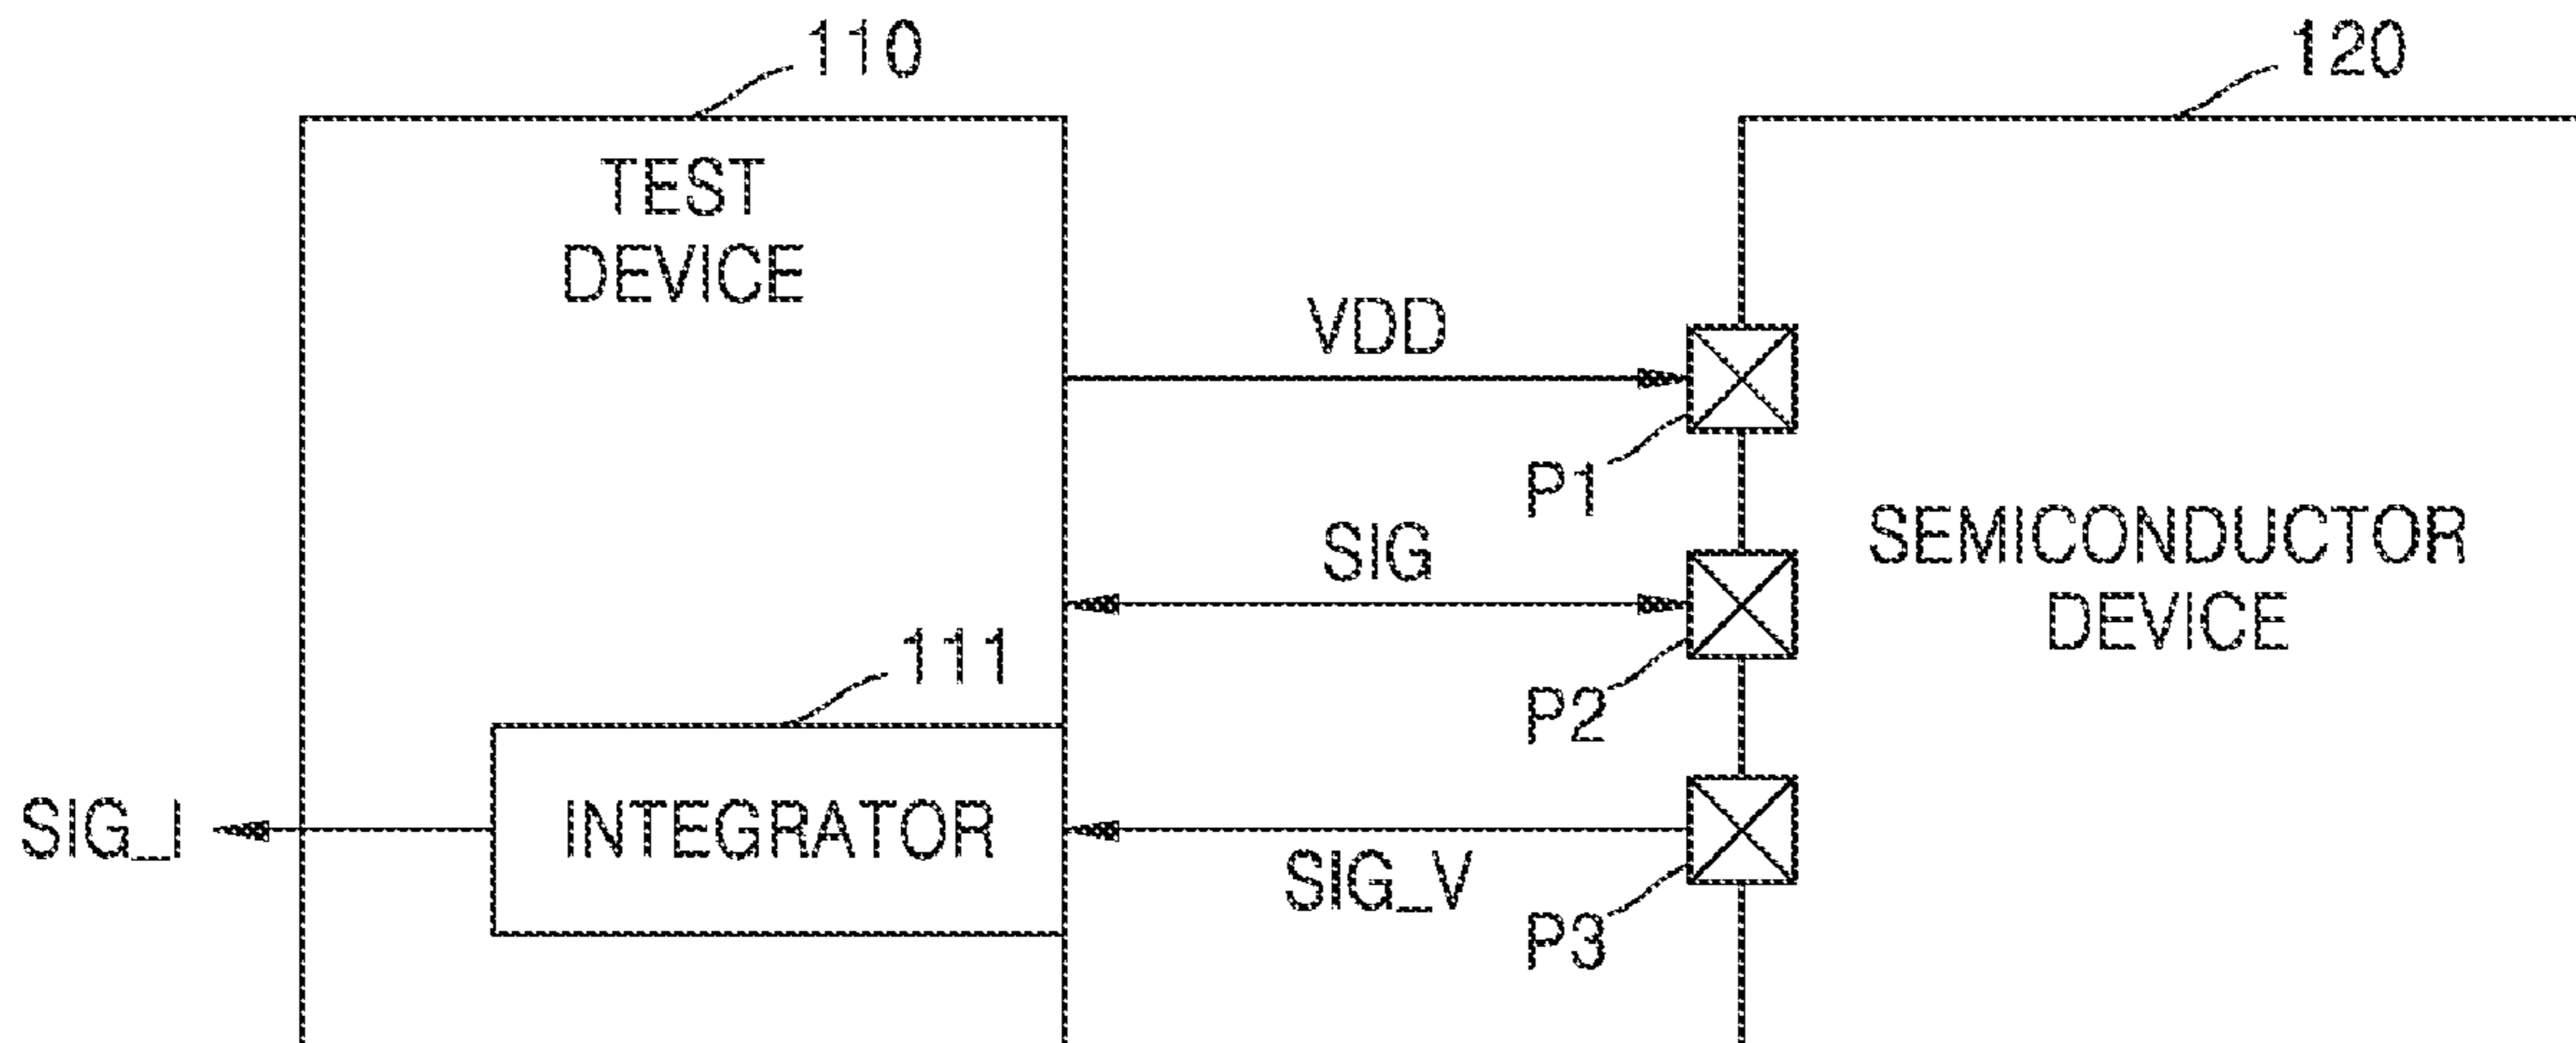 110
120
TEST
DEVICE
VDD
P1
SIG
SEMICONDUCTOR
DEVICE
111
P2
SIG_I
INTEGRATOR
SIG_V
P3